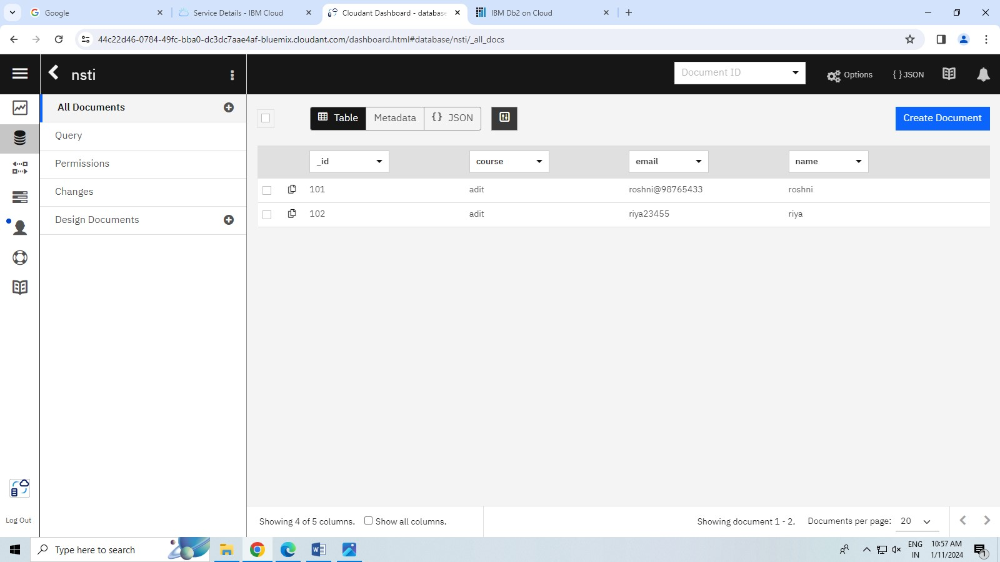 Google
Service Details - IBM Cloud
Cloudant Dashboard - database
IBM Db2 on Cloud
44c22d46-0784-49fc-bba0-dc3dc7aae4af-bluemix.cloudant.com/dashboard.html#database/nsti/_all_docs
nsti
Document ID
Options
{ } JSON
All Documents
Query
Permissions
Changes
Design Documents
Log Out
Table
Metadata
{} JSON
Create Document
_id course email name
101 adit roshni@98765433 roshni
102 adit riya23455 riya
Showing 4 of 5 columns. Show all columns.
Showing document 1 - 2. Documents per page: 20
Type here to search
ENG
IN
10:57 AM
1/11/2024
1